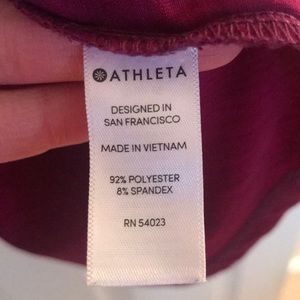 ATHLETA
DESIGNED IN
SAN FRANCISCO
MADE IN VIETNAM
92% POLYESTER
8% SPANDEX
RN 54023